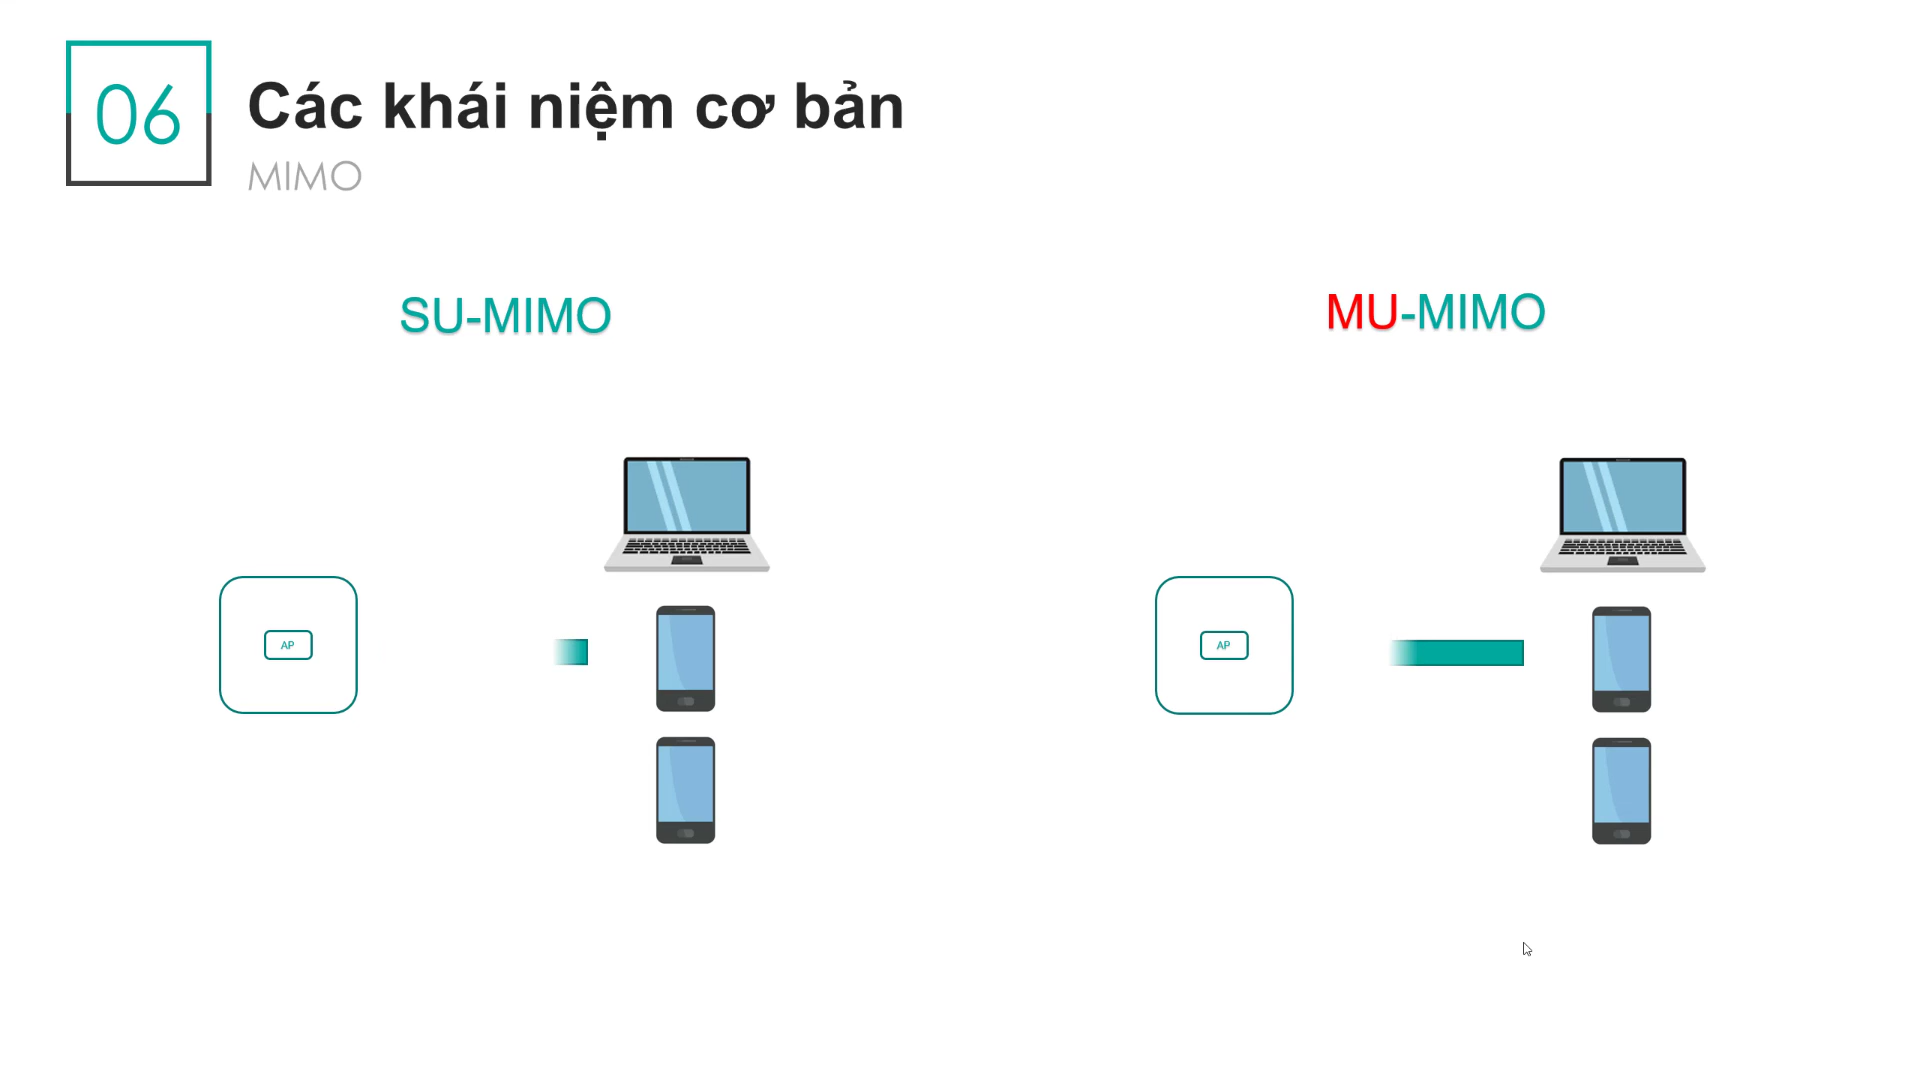 06
Các khái niệm cơ bản
MIMO
SU-MIMO
MU-MIMO
AP
AP